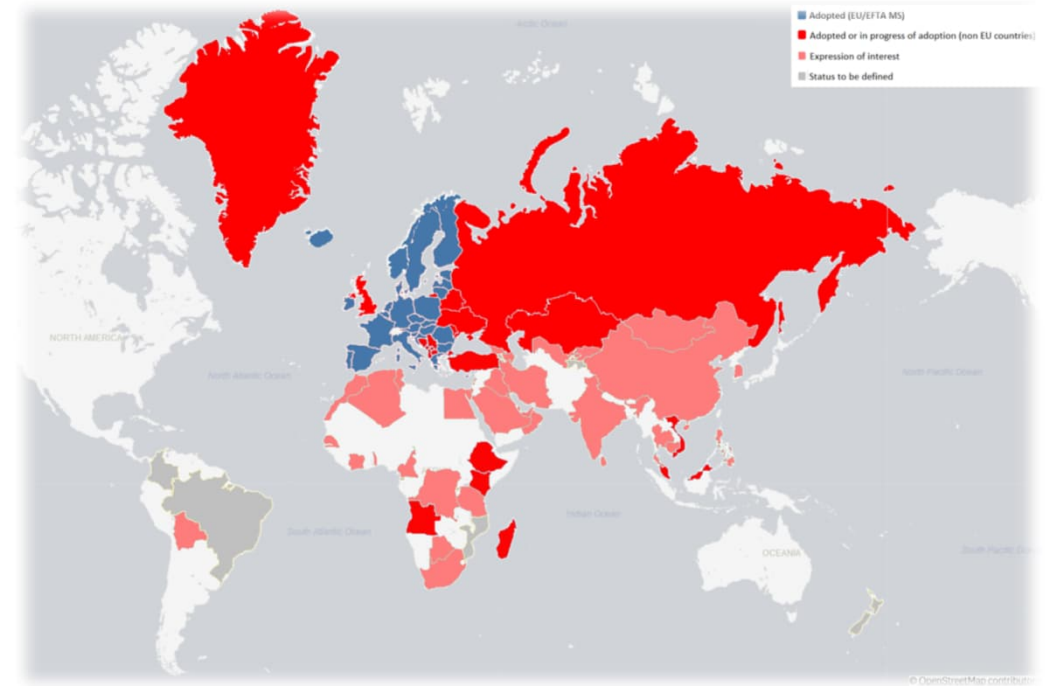 Arctic Ocean
Adopted (EU/EFTA MS)
Adopted or in progress of adoption (non EU countries)
Expression of interest
Status to be defined
NORTH AMERICA
North Atlantic Ocean
North Pacific Ocean
South Atlantic Ocean
Indian Ocean
OCEANIA
South Pacific
© OpenStreetMap contributors